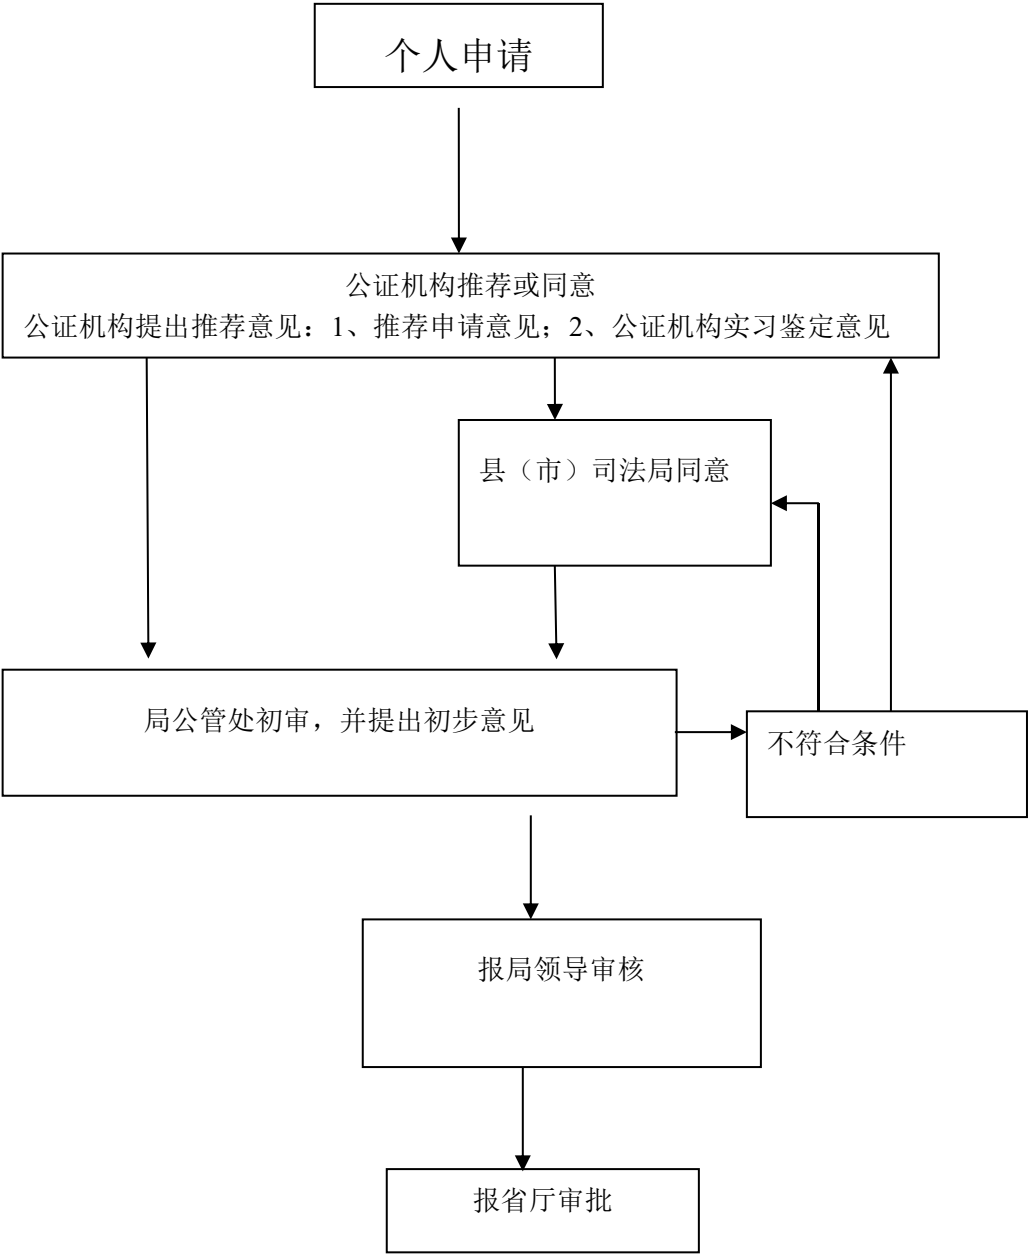 个人申请
公证机构推荐或同意
公证机构提出推荐意见：1、推荐申请意见；2、公证机构实习鉴定意见
县（市）司法局同意
局公管处初审，并提出初步意见
不符合条件
报局领导审核
报省厅审批